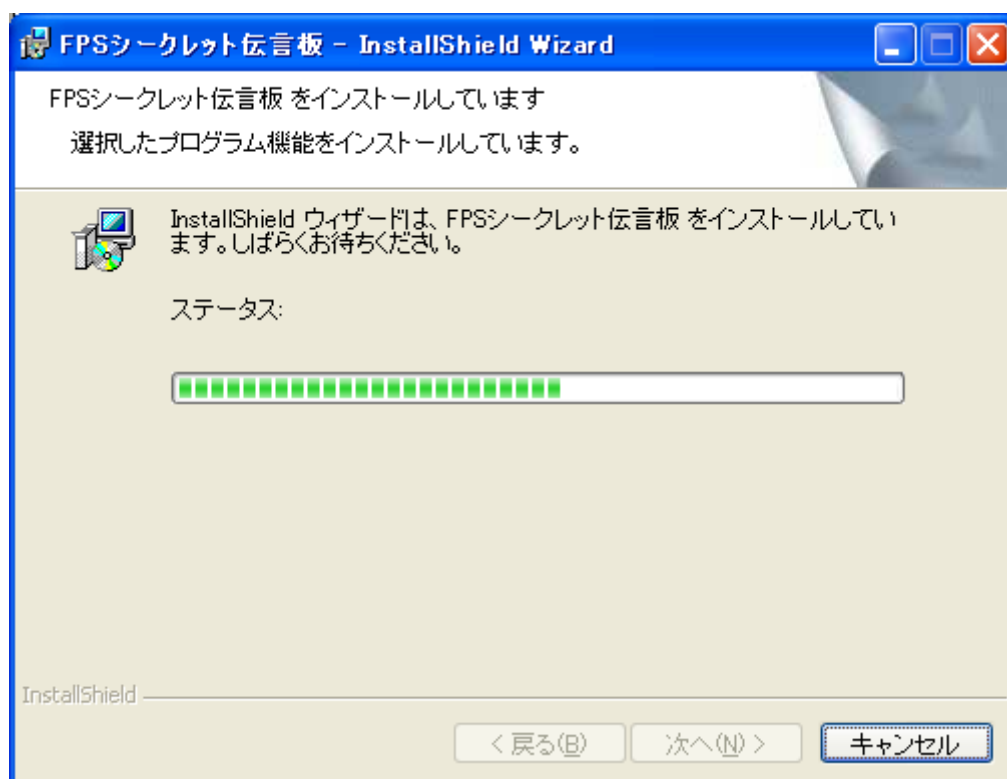 FPSシークレット伝言板 - InstallShield Wizard
FPSシークレット伝言板 をインストールしています
選択したプログラム機能をインストールしています。
InstallShield ウィザードは、FPSシークレット伝言板 をインストールしてい
ます。しばらくお待ちください。
ステータス:
InstallShield
< 戻る(B)
次へ(N) >
キャンセル